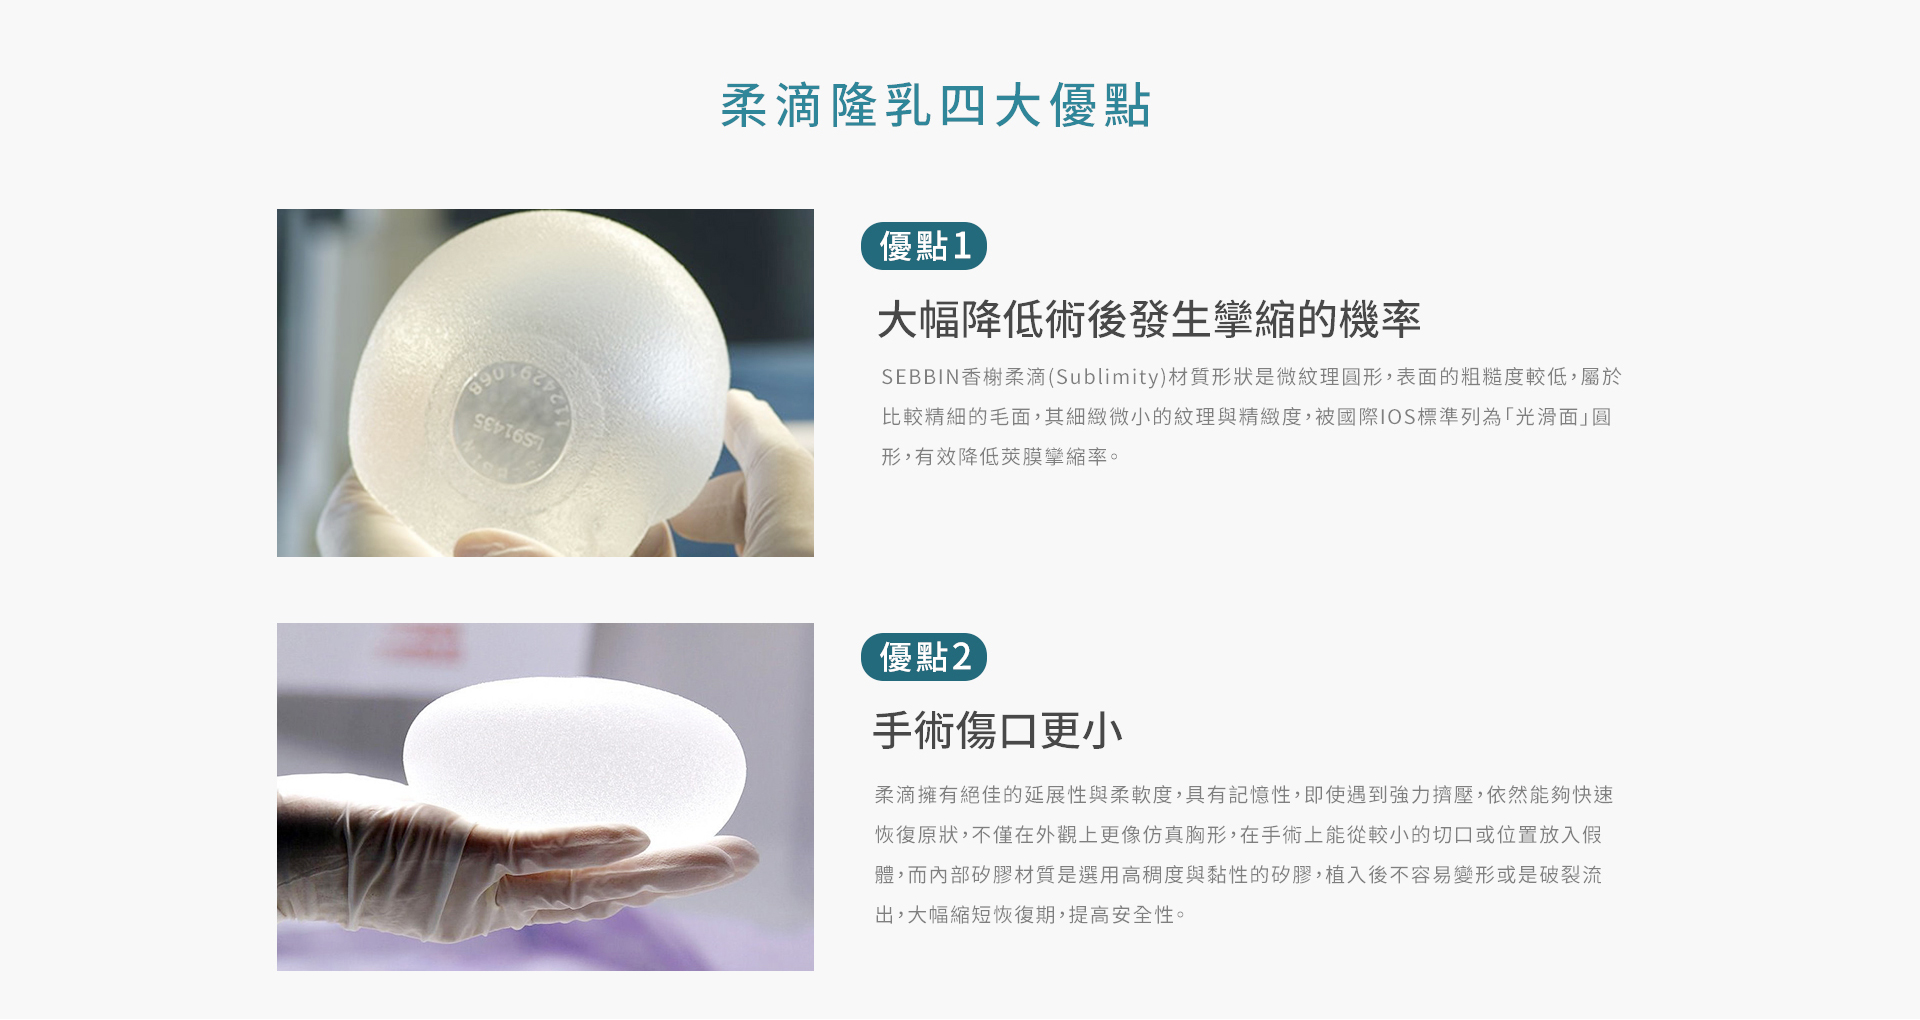 柔滴隆乳四大優點
優點1
大幅降低術後發生攣縮的機率
SEBBIN香榭柔滴(Sublimity)材質形狀是微紋理圓形，表面的粗糙度較低，屬於
比較精細的毛面，其細緻微小的紋理與精緻度，被國際IOS標準列為「光滑面」圓
形，有效降低莢膜攣縮率。
優點2
手術傷口更小
柔滴擁有絕佳的延展性與柔軟度，具有記憶性，即使遇到強力擠壓，依然能夠快速
恢復原狀，不僅在外觀上更像仿真胸形，在手術上能從較小的切口或位置放入假
體，而內部矽膠材質是選用高稠度與黏性的矽膠，植入後不容易變形或是破裂流
出，大幅縮短恢復期，提高安全性。